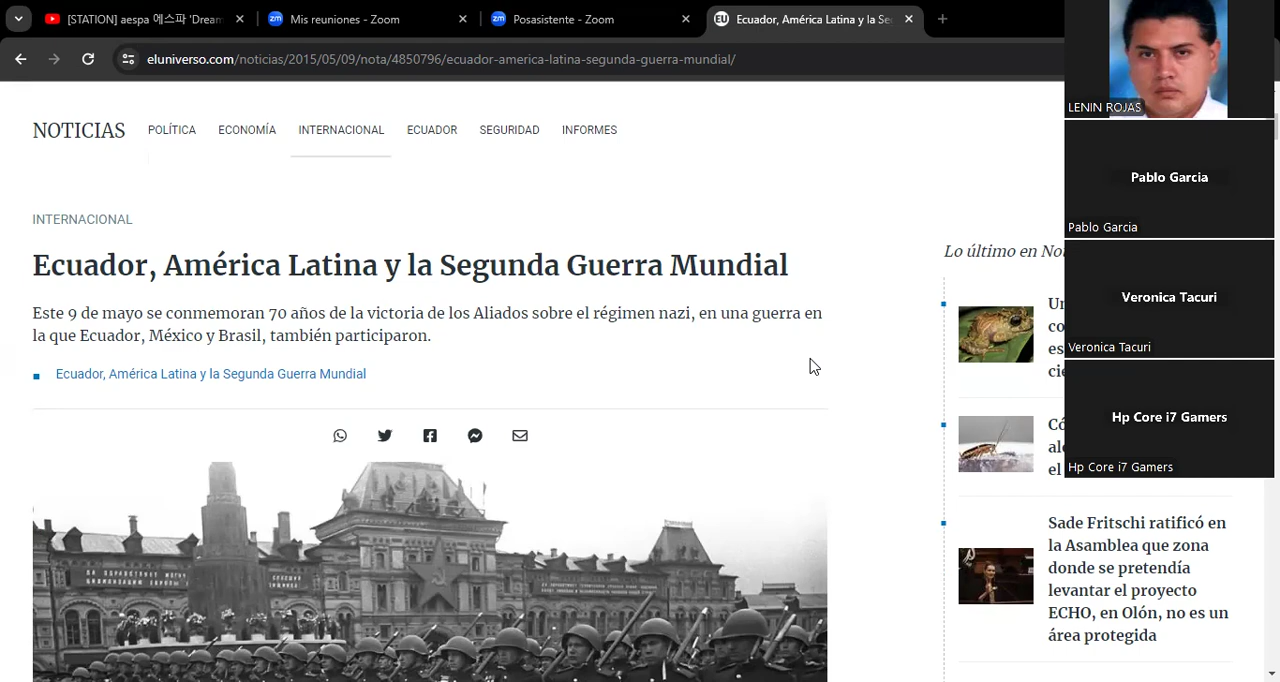 [STATION] aespa 에스파 'Dream
Mis reuniones - Zoom
Posasistente - Zoom
Ecuador, América Latina y la Se
eluniverso.com/noticias/2015/05/09/nota/4850796/ecuador-america-latina-segunda-guerra-mundial/
LENIN ROJAS
NOTICIAS POLÍTICA ECONOMÍA INTERNACIONAL ECUADOR SEGURIDAD INFORMES
Pablo Garcia
Pablo Garcia
INTERNACIONAL
Ecuador, América Latina y la Segunda Guerra Mundial
Este 9 de mayo se conmemoran 70 años de la victoria de los Aliados sobre el régimen nazi, en una guerra en
la que Ecuador, México y Brasil, también participaron.
Ecuador, América Latina y la Segunda Guerra Mundial
Lo último en No
Veronica Tacuri
Veronica Tacuri
Hp Core i7 Gamers
Hp Core i7 Gamers
Sade Fritschi ratificó en
la Asamblea que zona
donde se pretendía
levantar el proyecto
ECHO, en Olón, no es un
área protegida